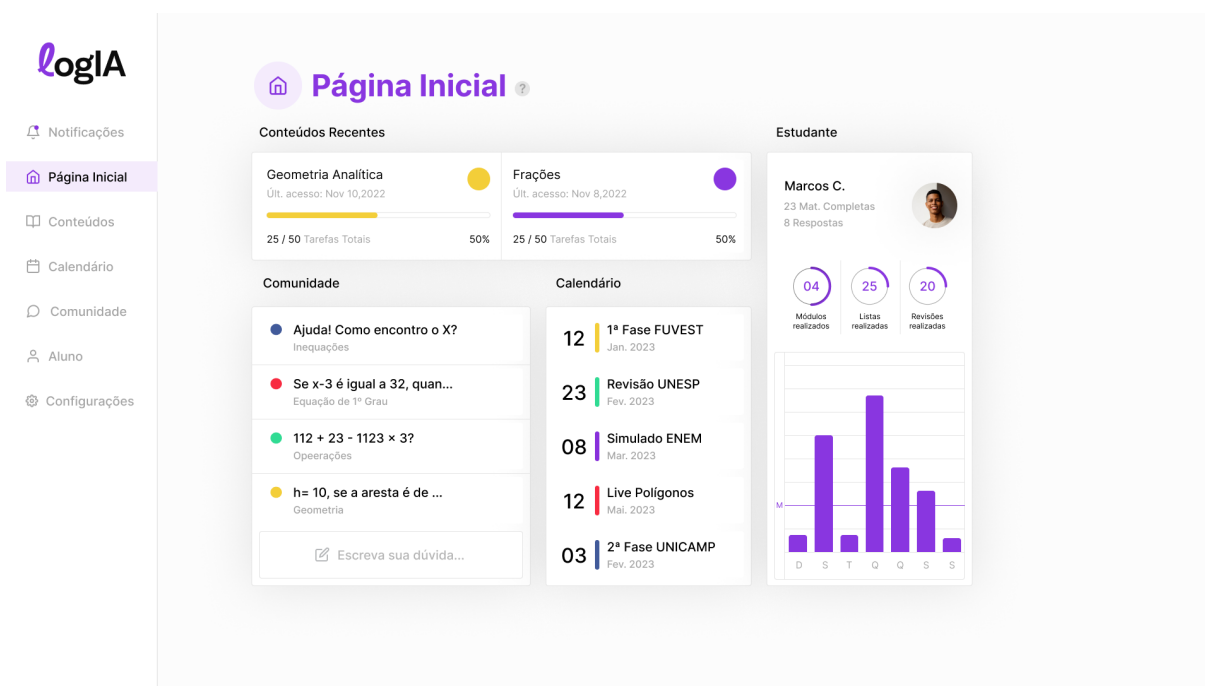 logIA
Notificações
Página Inicial
Conteúdos
Calendário
Comunidade
Aluno
Configurações
Página Inicial ?
Conteúdos Recentes
Geometria Analítica
Últ. acesso: Nov 10,2022
25 / 50 Tarefas Totais 50%
Frações
Últ. acesso: Nov 8,2022
25 / 50 Tarefas Totais 50%
Comunidade
Ajuda! Como encontro o X?
Inequações
Se x-3 é igual a 32, quan...
Equação de 1º Grau
112 + 23 - 1123 × 3?
Opeerações
h= 10, se a aresta é de ...
Geometria
Escreva sua dúvida...
Calendário
12 1ª Fase FUVEST
Jan. 2023
23 Revisão UNESP
Fev. 2023
08 Simulado ENEM
Mar. 2023
12 Live Polígonos
Mai. 2023
03 2ª Fase UNICAMP
Fev. 2023
Estudante
Marcos C.
23 Mat. Completas
8 Respostas
04 25 20
Módulos realizados
Listas realizadas
Revisões realizadas
M
D S T Q Q S S